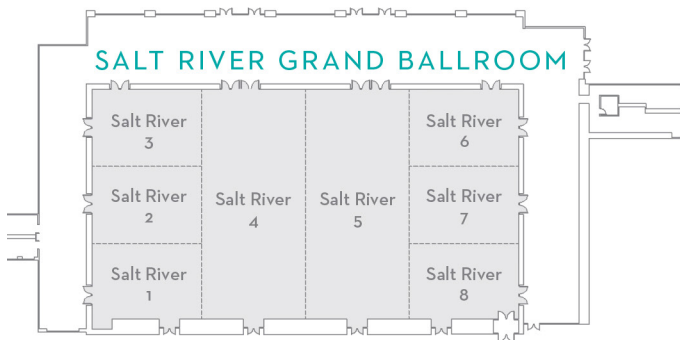 SALT RIVER GRAND BALLROOM
Salt River
3
Salt River
2
Salt River
1
Salt River
4
Salt River
5
Salt River
6
Salt River
7
Salt River
8